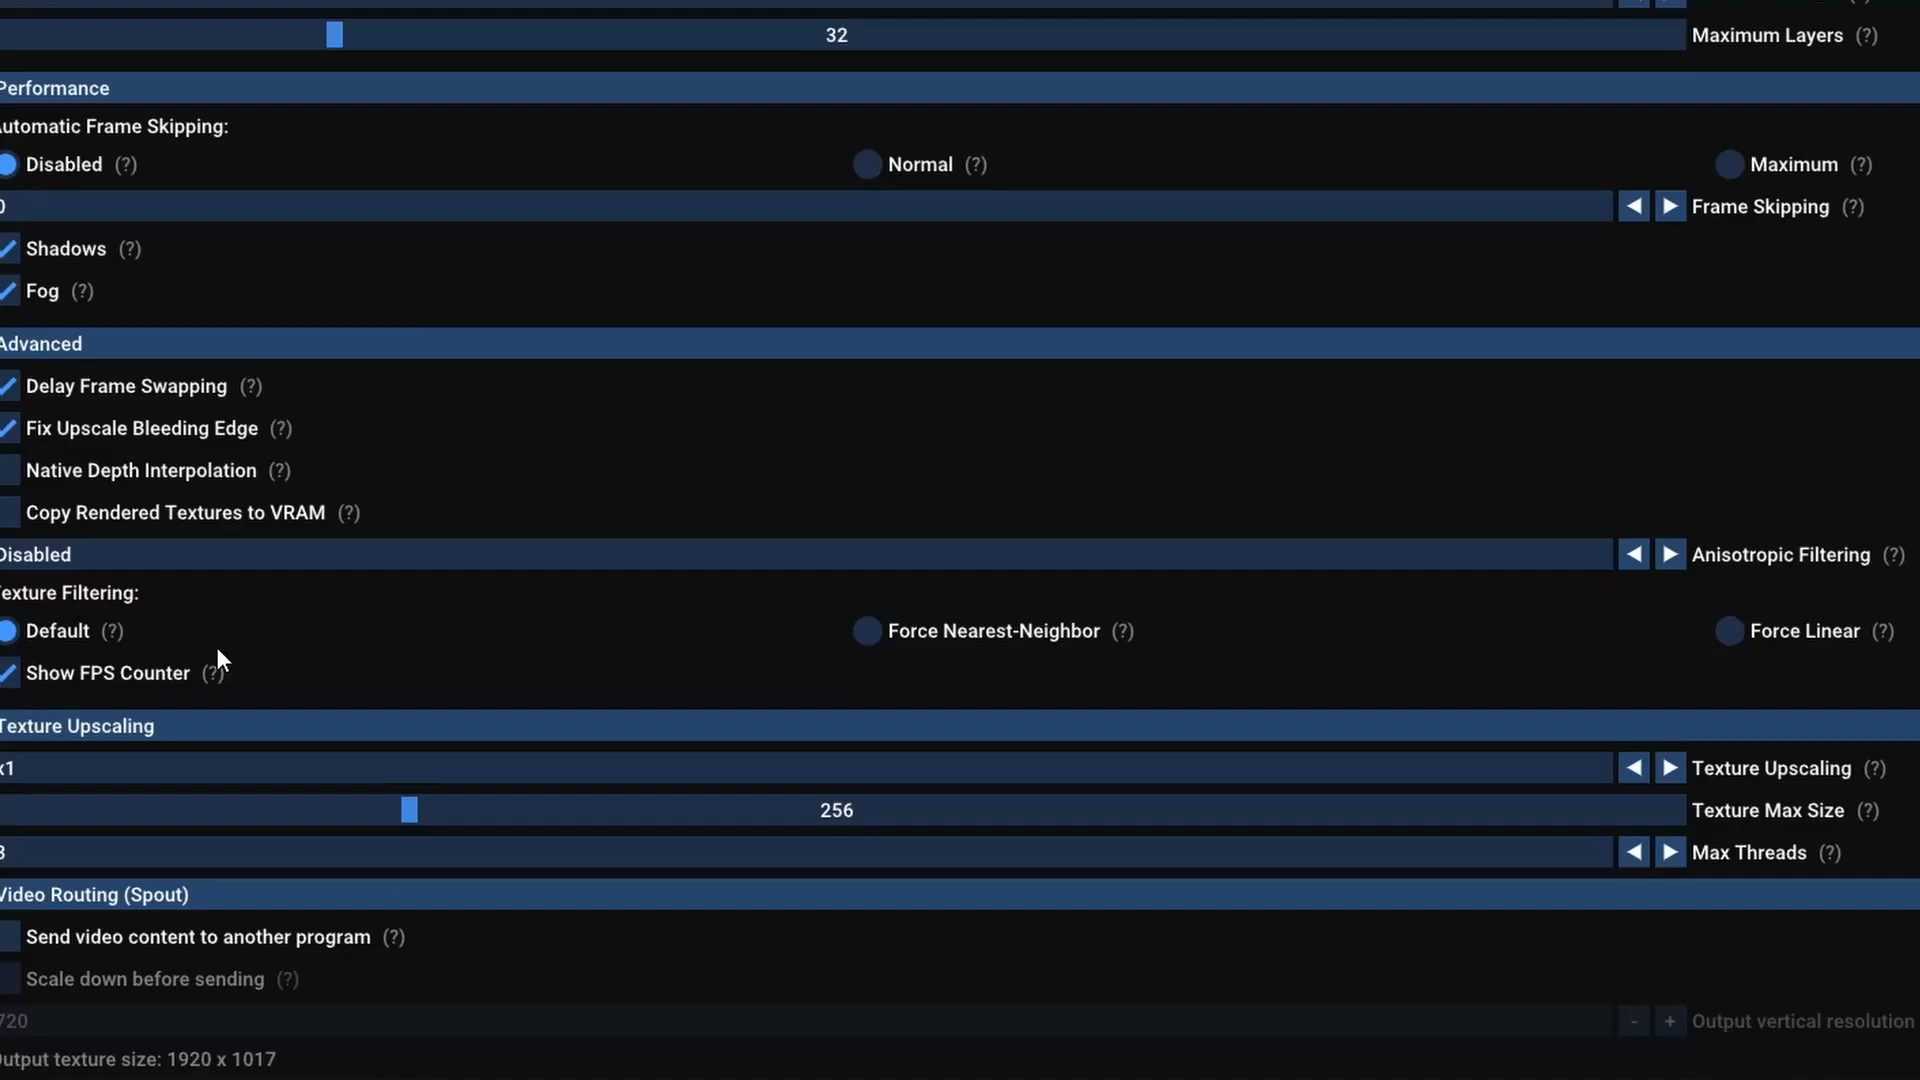 32 Maximum Layers (?)
Performance
utomatic Frame Skipping:
Disabled (?) Normal (?) Maximum (?)
0 Frame Skipping (?)
Shadows (?)
Fog (?)
Advanced
Delay Frame Swapping (?)
Fix Upscale Bleeding Edge (?)
Native Depth Interpolation (?)
Copy Rendered Textures to VRAM (?)
Disabled Anisotropic Filtering (?)
exture Filtering:
Default (?) Force Nearest-Neighbor (?) Force Linear (?)
Show FPS Counter (?)
Texture Upscaling
x1 Texture Upscaling (?)
256 Texture Max Size (?)
3 Max Threads (?)
Video Routing (Spout)
Send video content to another program (?)
Scale down before sending (?)
720 - + Output vertical resolution
utput texture size: 1920 x 1017